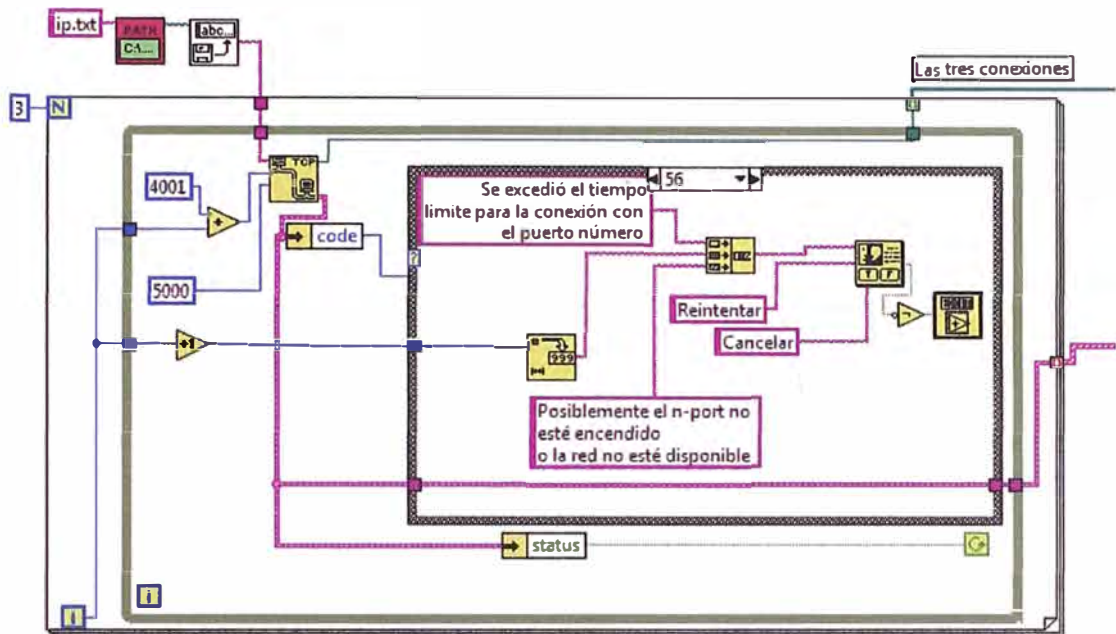 ip.txt
PATH
C:\...
abc...
Las tres conexiones
3
N
TCP
4001
+
code
5000
+1
56
Se excedió el tiempo
limite para la conexión con
el puerto número
?
Reintentar
T F
Cancelar
999
Posiblemente el n-port no
esté encendido
o la red no esté disponible
status
i
i